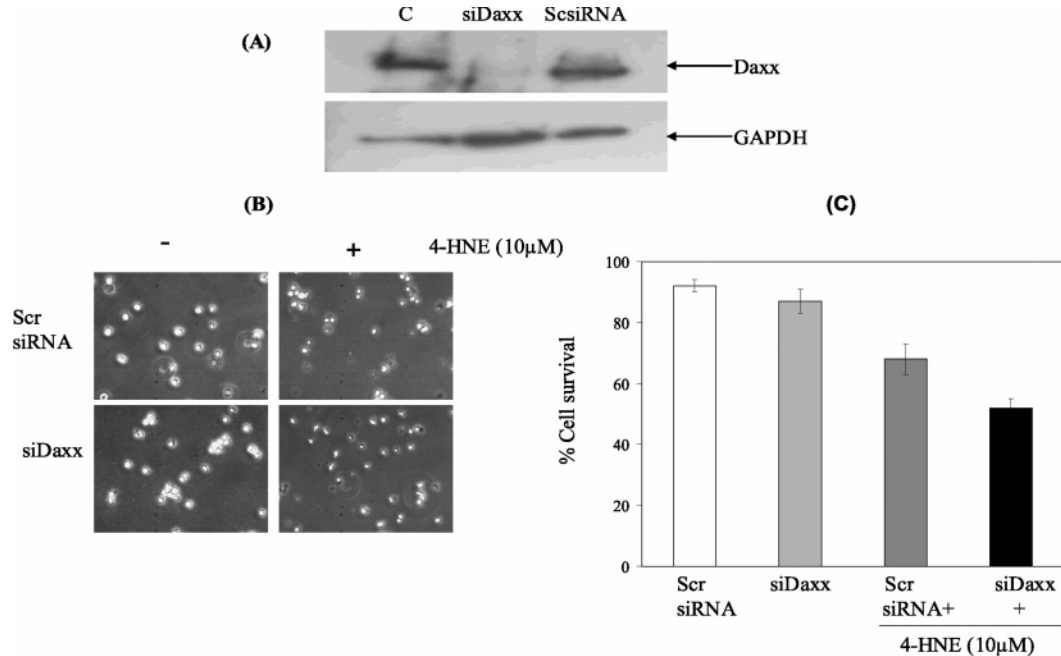 C siDaxx ScsiRNA
(A)
Daxx
GAPDH
(B)
- + 4-HNE (10µM)
Scr
siRNA
siDaxx
(C)
% Cell survival
100
80
60
40
20
0
Scr siDaxx Scr siDaxx
siRNA siRNA+ +
4-HNE (10µM)